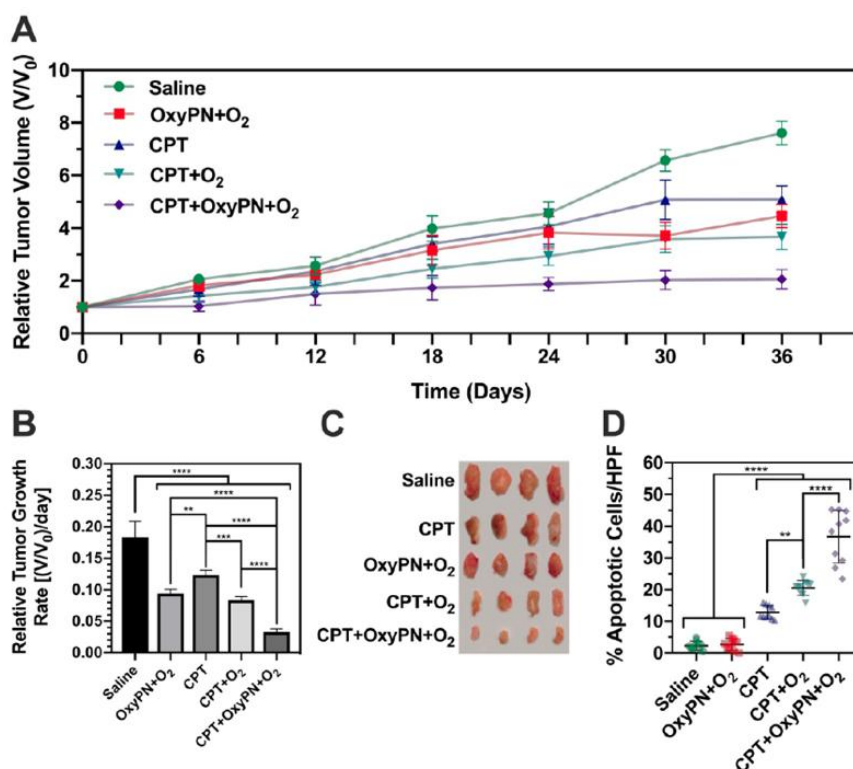 A
Relative Tumor Volume (V/V₀)
10
8
6
4
2
0
Saline
OxyPN+O₂
CPT
CPT+O₂
CPT+OxyPN+O₂
0 6 12 18 24 30 36
Time (Days)
B
Relative Tumor Growth
Rate [(V/V₀)/day]
0.30
0.25
0.20
0.15
0.10
0.05
0.00
****
****
**
****
***
****
Saline
OxyPN+O₂
CPT
CPT+O₂
CPT+OxyPN+O₂
C
Saline
CPT
OxyPN+O₂
CPT+O₂
CPT+OxyPN+O₂
D
% Apoptotic Cells/HPF
60
50
40
30
20
10
0
****
****
**
Saline
OxyPN+O₂
CPT
CPT+O₂
CPT+OxyPN+O₂